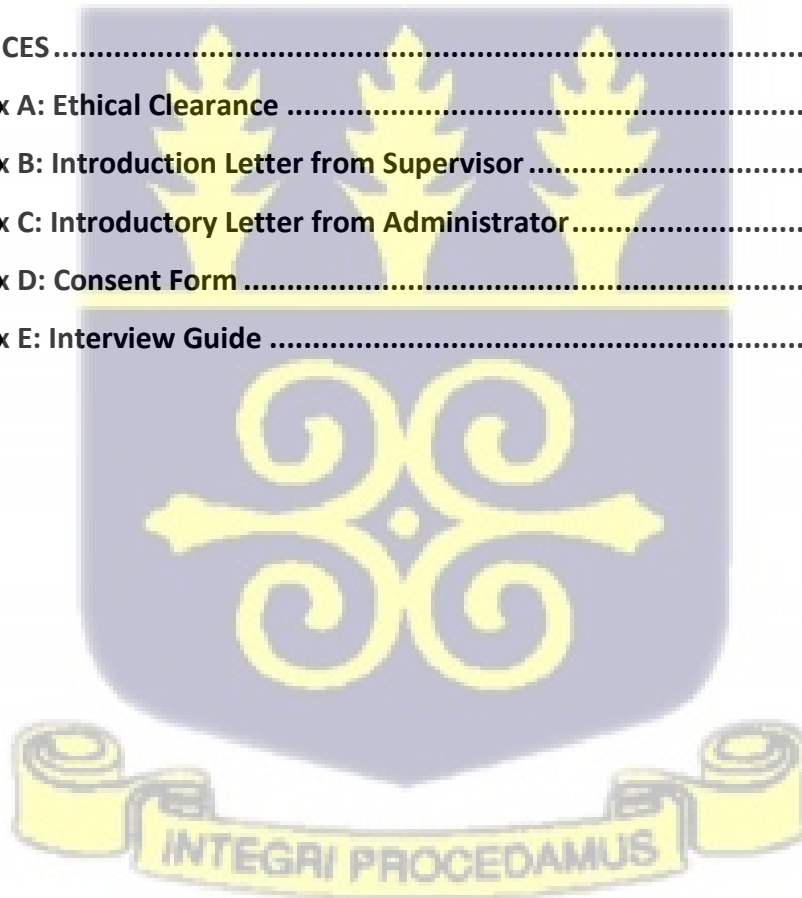 CES................................................................................
x A: Ethical Clearance ........................................................
x B: Introduction Letter from Supervisor .............................
x C: Introductory Letter from Administrator........................
x D: Consent Form ..............................................................
x E: Interview Guide ...........................................................
INTEGRI PROCEDAMUS